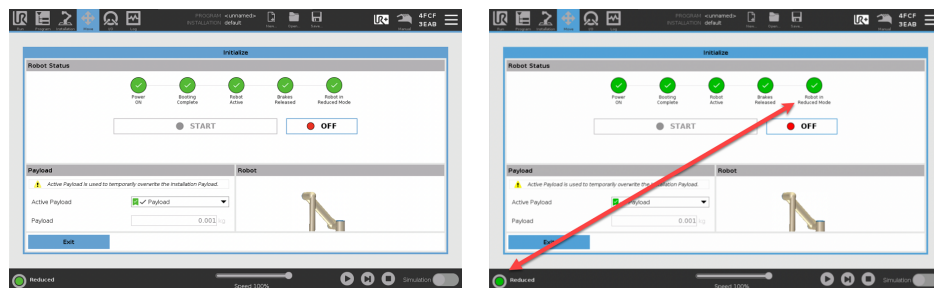 PROGRAM <unnamed>
INSTALLATION default
UR+
4FCF
3EAB
Initialize
Robot Status
Power
ON
Booting
Complete
Robot
Active
Brakes
Released
Robot in
Reduced Mode
START
OFF
Payload
Robot
Active Payload is used to temporarily overwrite the installation Payload.
Active Payload
Payload
Payload
0.001 kg
Exit
Reduced
Speed 100%
Simulation
PROGRAM <unnamed>
INSTALLATION default
UR+
4FCF
3EAB
Initialize
Robot Status
Power
ON
Booting
Complete
Robot
Active
Brakes
Released
Robot in
Reduced Mode
START
OFF
Payload
Robot
Active Payload is used to temporarily overwrite the installation Payload.
Active Payload
Payload
Payload
0.001 kg
Reduced
Speed 100%
Simulation